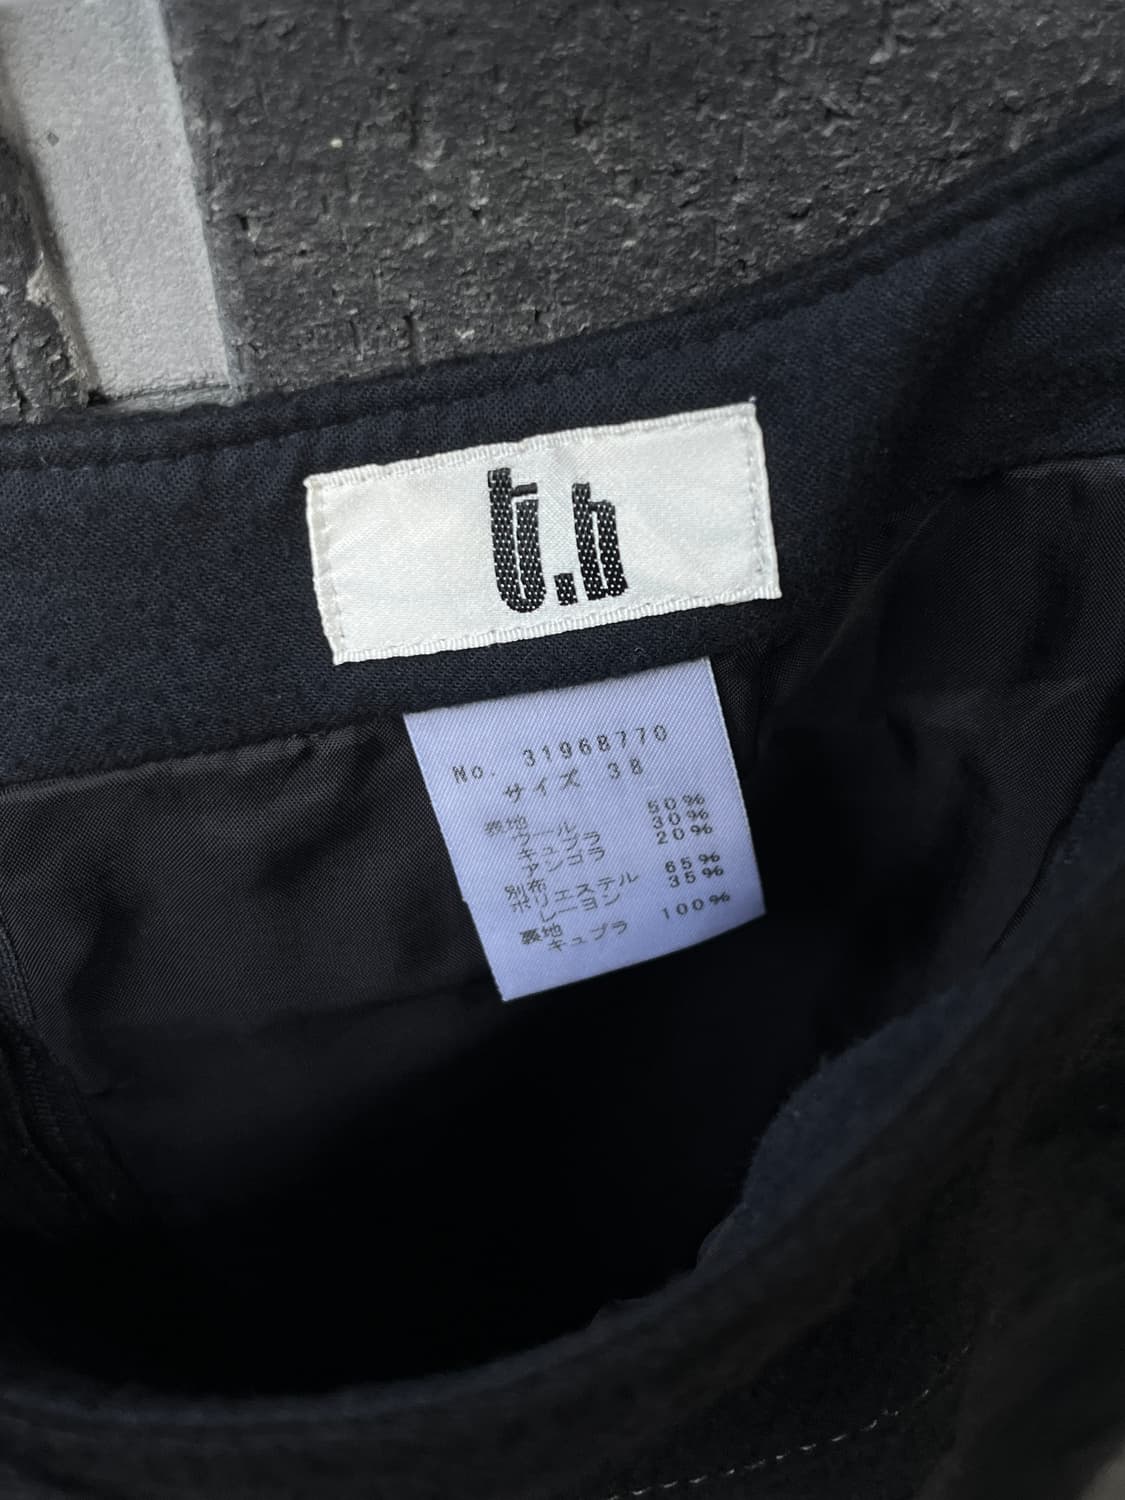 t.h
No. 31968770
サイズ 38
表地
ウール 50%
キュプラ 30%
アンゴラ 20%
別布
ポリエステル 65%
レーヨン 35%
裏地
キュプラ 100%